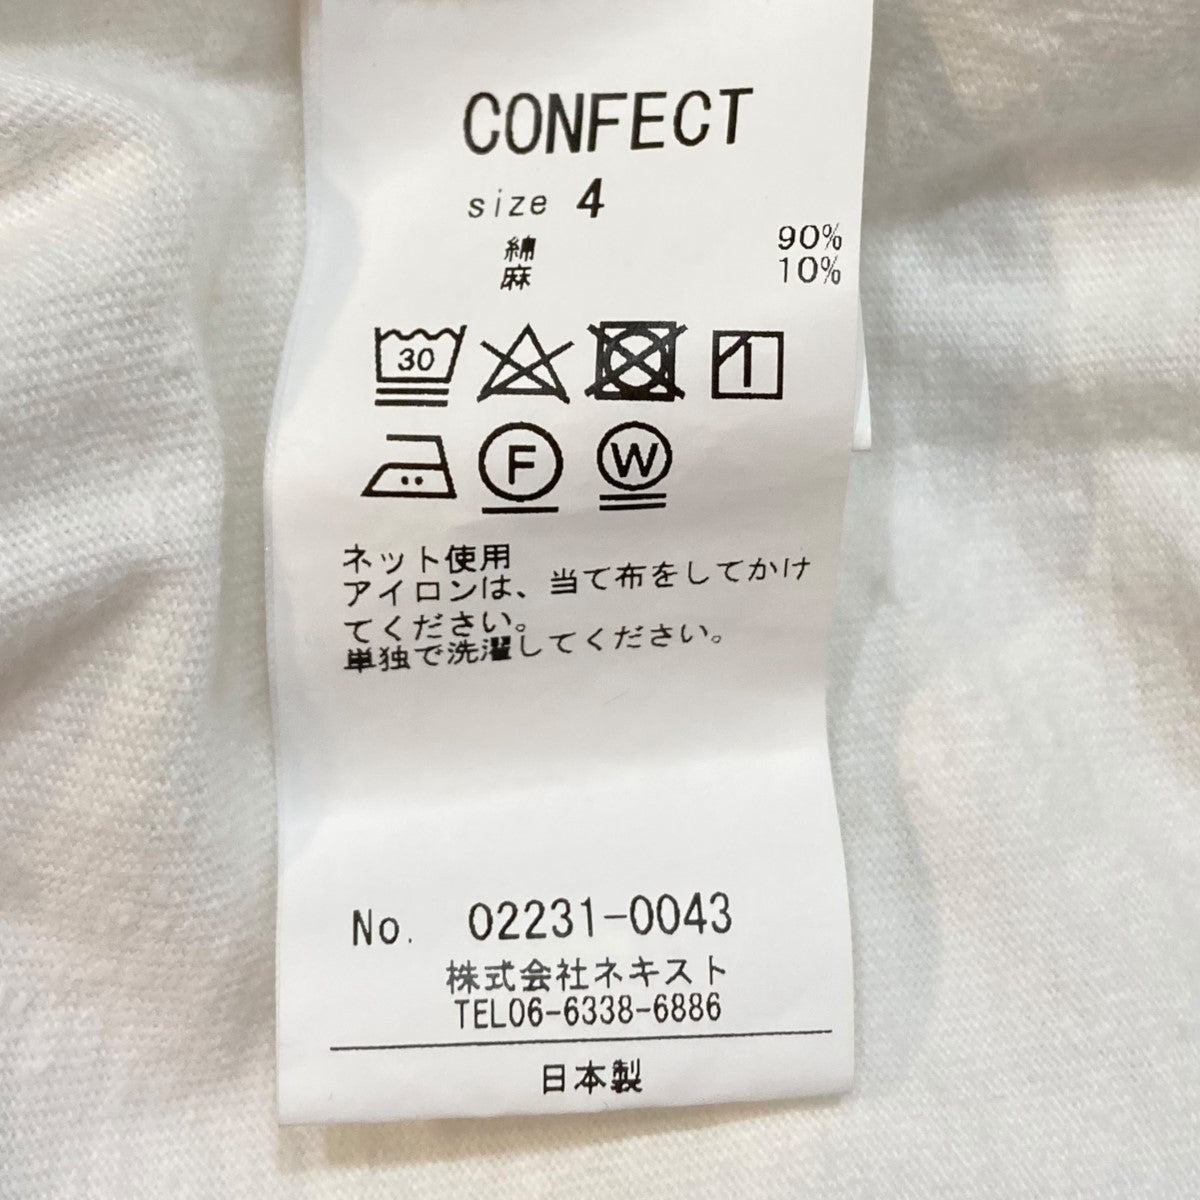 CONFECT
size 4
綿 90%
麻 10%
30
F W
ネット使用
アイロンは、当て布をしてかけ
てください。
単独で洗濯してください。
No. 02231-0043
株式会社ネキスト
TEL06-6338-6886
日本製